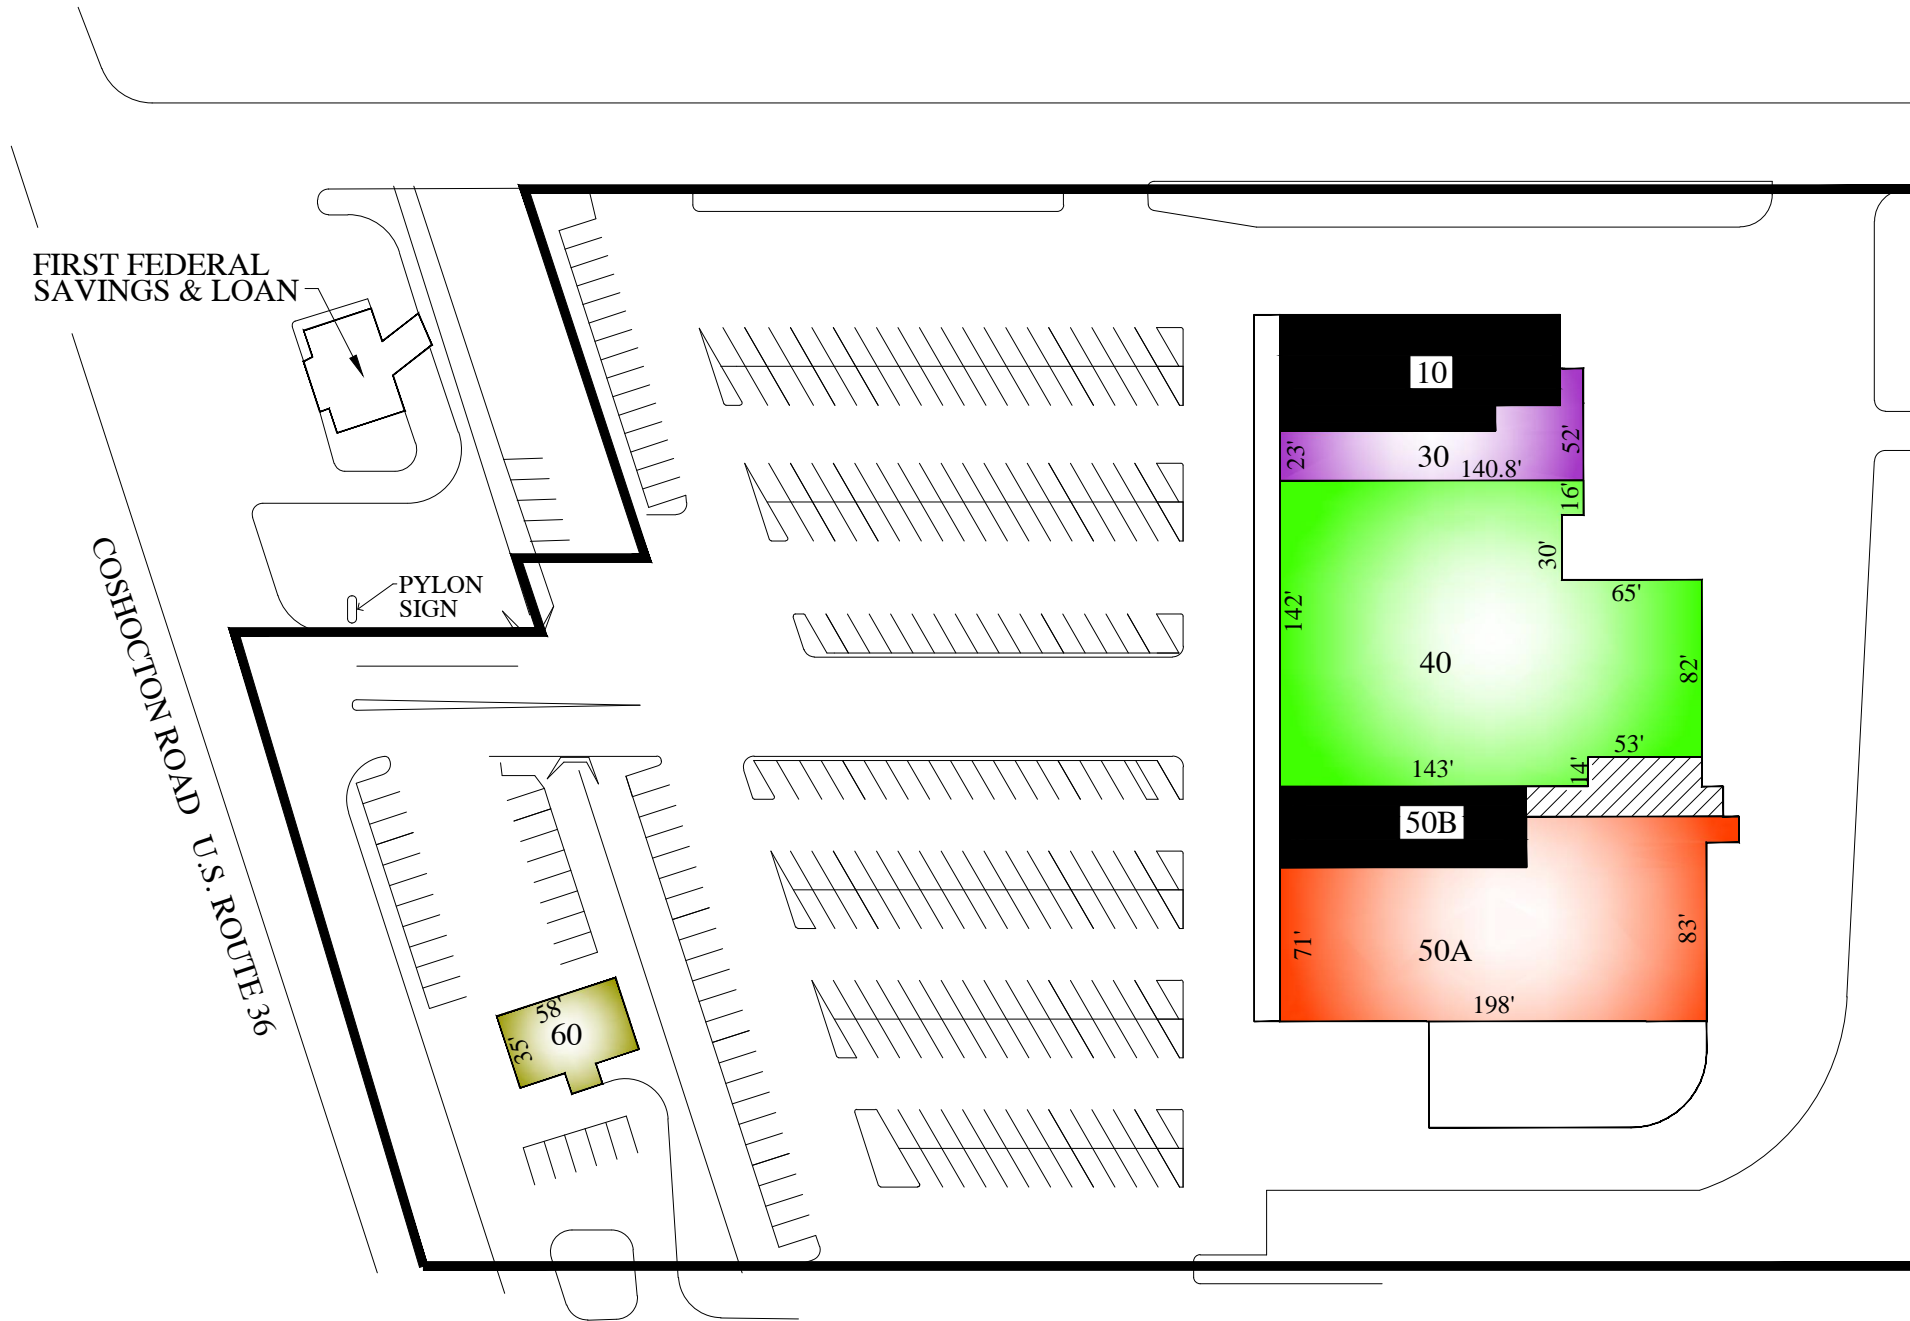 FIRST FEDERAL
SAVINGS & LOAN
10
52'
23'
30
140.8'
16'
30'
PYLON
SIGN
65'
142'
40
82'
COSHOCTON ROAD U.S. ROUTE 36
53'
143'
14'
50B
71'
50A
83'
198'
58'
60
35'